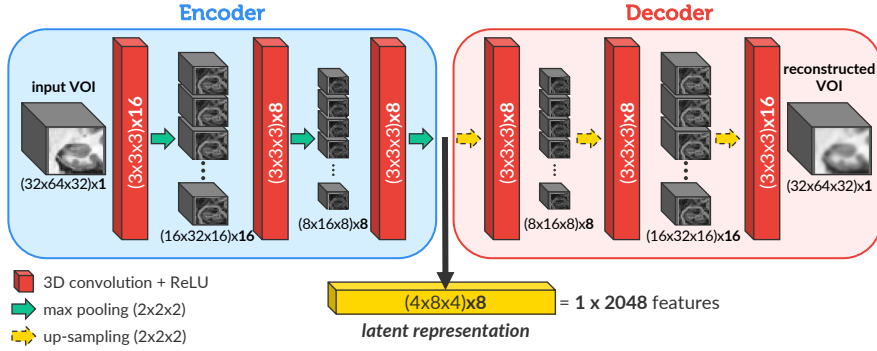 Encoder
Decoder
input VOI
(32x64x32)x1
(3x3x3)x16
(16x32x16)x16
(3x3x3)x8
(8x16x8)x8
(3x3x3)x8
(3x3x3)x8
(8x16x8)x8
(3x3x3)x8
(16x32x16)x16
(3x3x3)x16
reconstructed
VOI
(32x64x32)x1
3D convolution + ReLU
max pooling (2x2x2)
up-sampling (2x2x2)
(4x8x4)x8
= 1 x 2048 features
latent representation